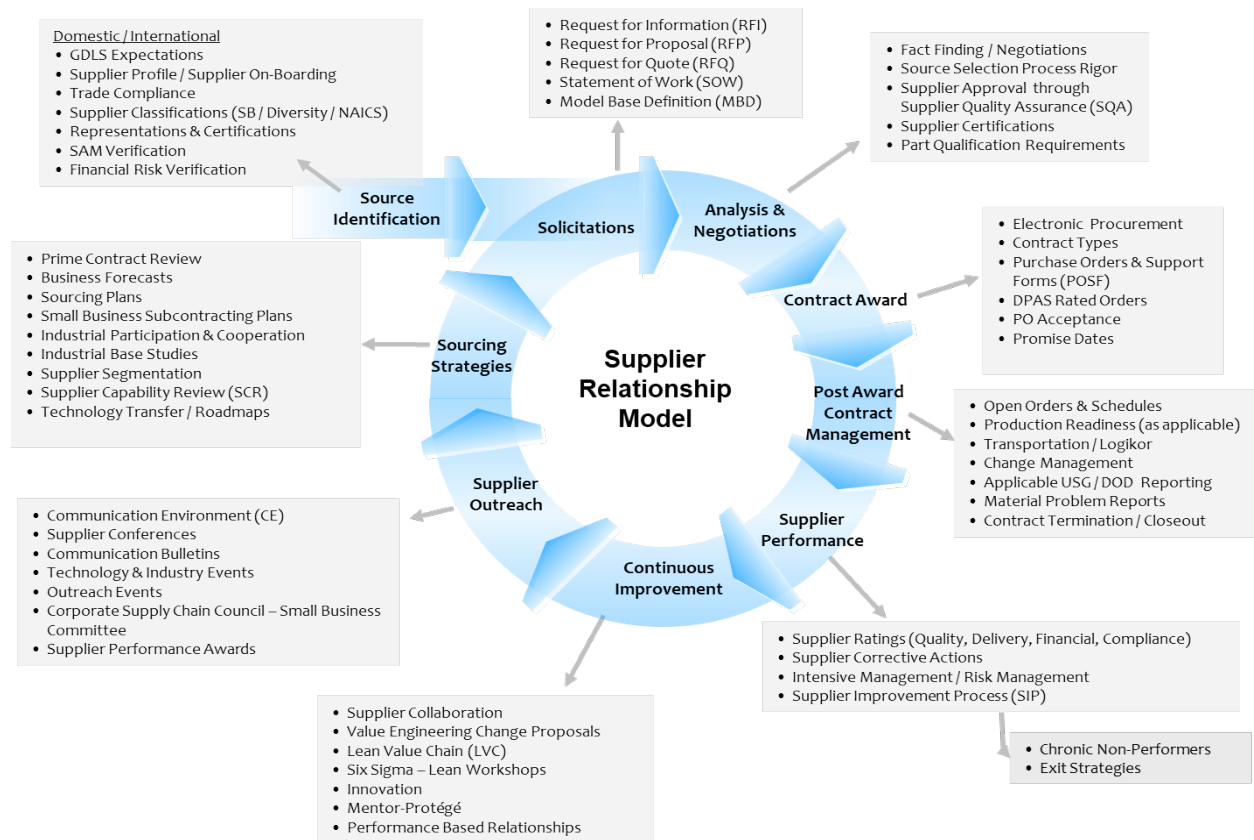 Domestic / International
• GDLS Expectations
• Supplier Profile / Supplier On-Boarding
• Trade Compliance
• Supplier Classifications (SB / Diversity / NAICS)
• Representations & Certifications
• SAM Verification
• Financial Risk Verification
• Request for Information (RFI)
• Request for Proposal (RFP)
• Request for Quote (RFQ)
• Statement of Work (SOW)
• Model Base Definition (MBD)
• Fact Finding / Negotiations
• Source Selection Process Rigor
• Supplier Approval through
Supplier Quality Assurance (SQA)
• Supplier Certifications
• Part Qualification Requirements
Source
Identification
Solicitations
Analysis &
Negotiations
Contract Award
Post Award
Contract
Management
Supplier
Performance
Continuous
Improvement
Supplier
Outreach
Sourcing
Strategies
Supplier
Relationship
Model
• Electronic Procurement
• Contract Types
• Purchase Orders & Support
Forms (POSF)
• DPAS Rated Orders
• PO Acceptance
• Promise Dates
• Prime Contract Review
• Business Forecasts
• Sourcing Plans
• Small Business Subcontracting Plans
• Industrial Participation & Cooperation
• Industrial Base Studies
• Supplier Segmentation
• Supplier Capability Review (SCR)
• Technology Transfer / Roadmaps
• Open Orders & Schedules
• Production Readiness (as applicable)
• Transportation / Logikor
• Change Management
• Applicable USG / DOD Reporting
• Material Problem Reports
• Contract Termination / Closeout
• Communication Environment (CE)
• Supplier Conferences
• Communication Bulletins
• Technology & Industry Events
• Outreach Events
• Corporate Supply Chain Council – Small Business
Committee
• Supplier Performance Awards
• Supplier Ratings (Quality, Delivery, Financial, Compliance)
• Supplier Corrective Actions
• Intensive Management / Risk Management
• Supplier Improvement Process (SIP)
• Chronic Non-Performers
• Exit Strategies
• Supplier Collaboration
• Value Engineering Change Proposals
• Lean Value Chain (LVC)
• Six Sigma – Lean Workshops
• Innovation
• Mentor-Protégé
• Performance Based Relationships